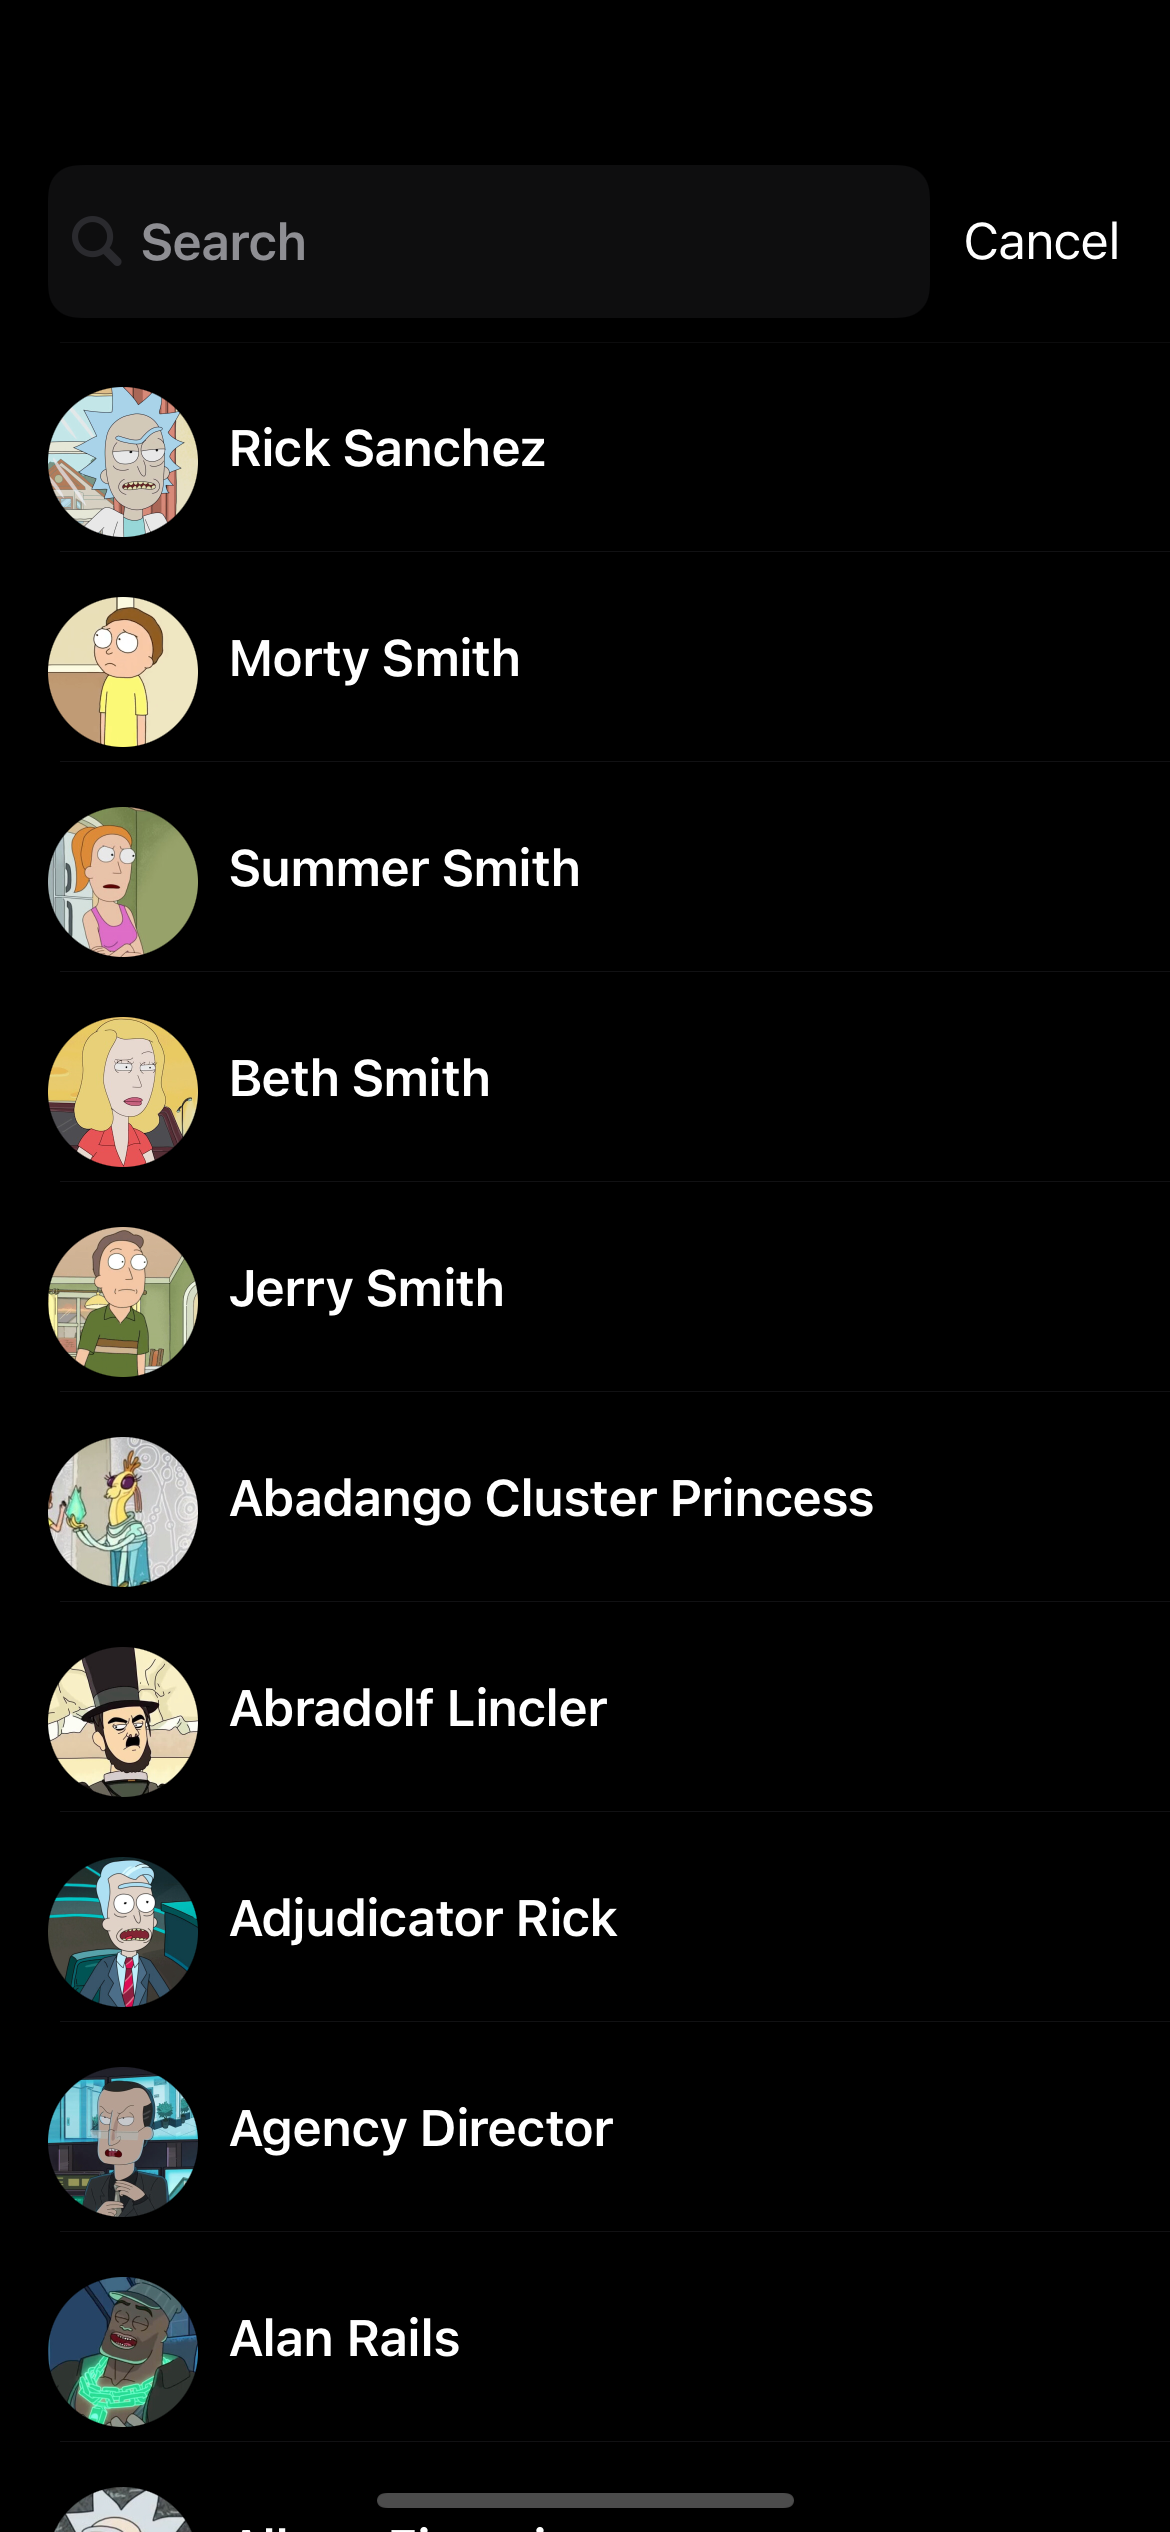 Search
Cancel
Rick Sanchez
Morty Smith
Summer Smith
Beth Smith
Jerry Smith
Abadango Cluster Princess
Abradolf Lincler
Adjudicator Rick
Agency Director
Alan Rails